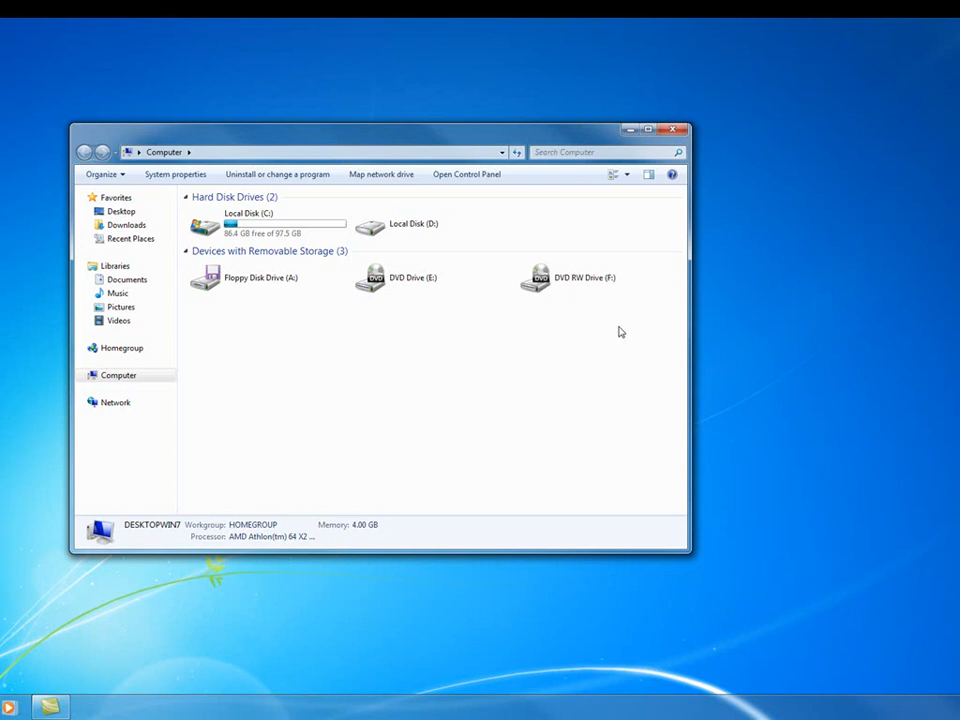 Computer
Search Computer
Organize
System properties
Uninstall or change a program
Map network drive
Open Control Panel
Favorites
Desktop
Downloads
Recent Places
Libraries
Documents
Music
Pictures
Videos
Homegroup
Computer
Network
Hard Disk Drives (2)
Local Disk (C:)
86.4 GB free of 97.5 GB
Local Disk (D:)
Devices with Removable Storage (3)
Floppy Disk Drive (A:)
DVD Drive (E:)
DVD RW Drive (F:)
DESKTOPWIN7 Workgroup: HOMEGROUP Memory: 4.00 GB
Processor: AMD Athlon(tm) 64 X2 ...